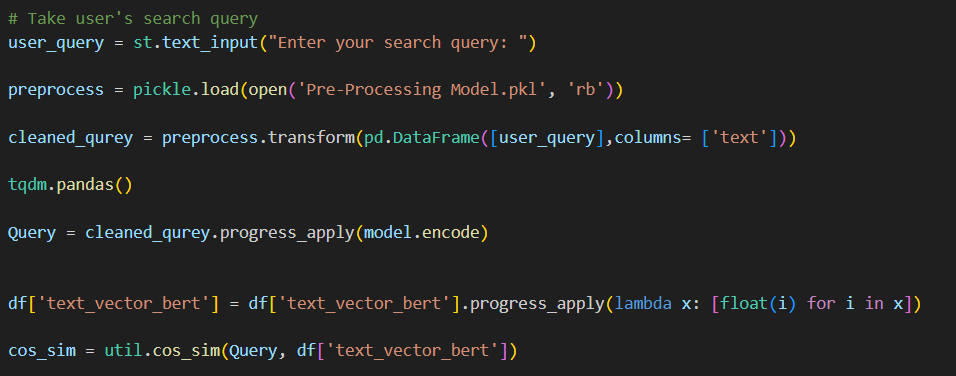 # Take user's search query
user_query = st.text_input("Enter your search query: ")
preprocess = pickle.load(open('Pre-Processing Model.pkl', 'rb'))
cleaned_qurey = preprocess.transform(pd.DataFrame([user_query],columns= ['text']))
tqdm.pandas()
Query = cleaned_qurey.progress_apply(model.encode)
df['text_vector_bert'] = df['text_vector_bert'].progress_apply(lambda x: [float(i) for i in x])
cos_sim = util.cos_sim(Query, df['text_vector_bert'])